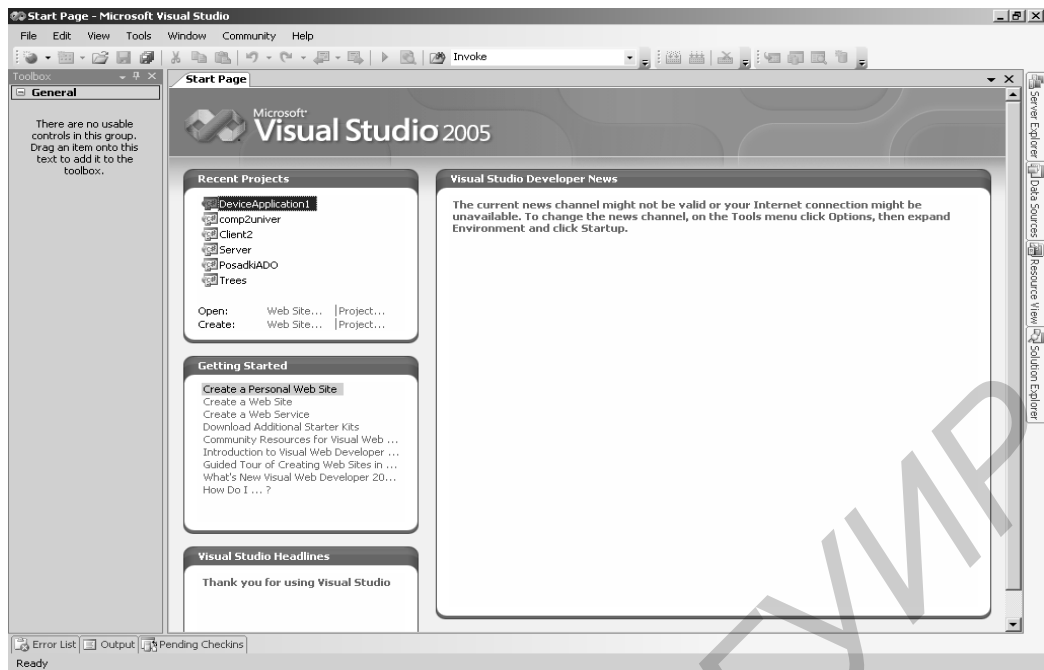 Start Page - Microsoft Visual Studio
File Edit View Tools Window Community Help
Invoke
Toolbox
Start Page
General
There are no usable
controls in this group.
Drag an item onto this
text to add it to the
toolbox.
Microsoft
Visual Studio 2005
Recent Projects
DeviceApplication1
comp2univer
Client2
Server
PosadkiADO
Trees
Open: Web Site... |Project...
Create: Web Site... |Project...
Getting Started
Create a Personal Web Site
Create a Web Site
Create a Web Service
Download Additional Starter Kits
Community Resources for Visual Web ...
Introduction to Visual Web Developer ...
Guided Tour of Creating Web Sites in ...
What's New Visual Web Developer 20...
How Do I ... ?
Visual Studio Headlines
Thank you for using Visual Studio
Visual Studio Developer News
The current news channel might not be valid or your Internet connection might be
unavailable. To change the news channel, on the Tools menu click Options, then expand
Environment and click Startup.
Server Explorer
Data Sources
Resource View
Solution Explorer
Error List
Output
Pending Checkins
Ready
ГУИР